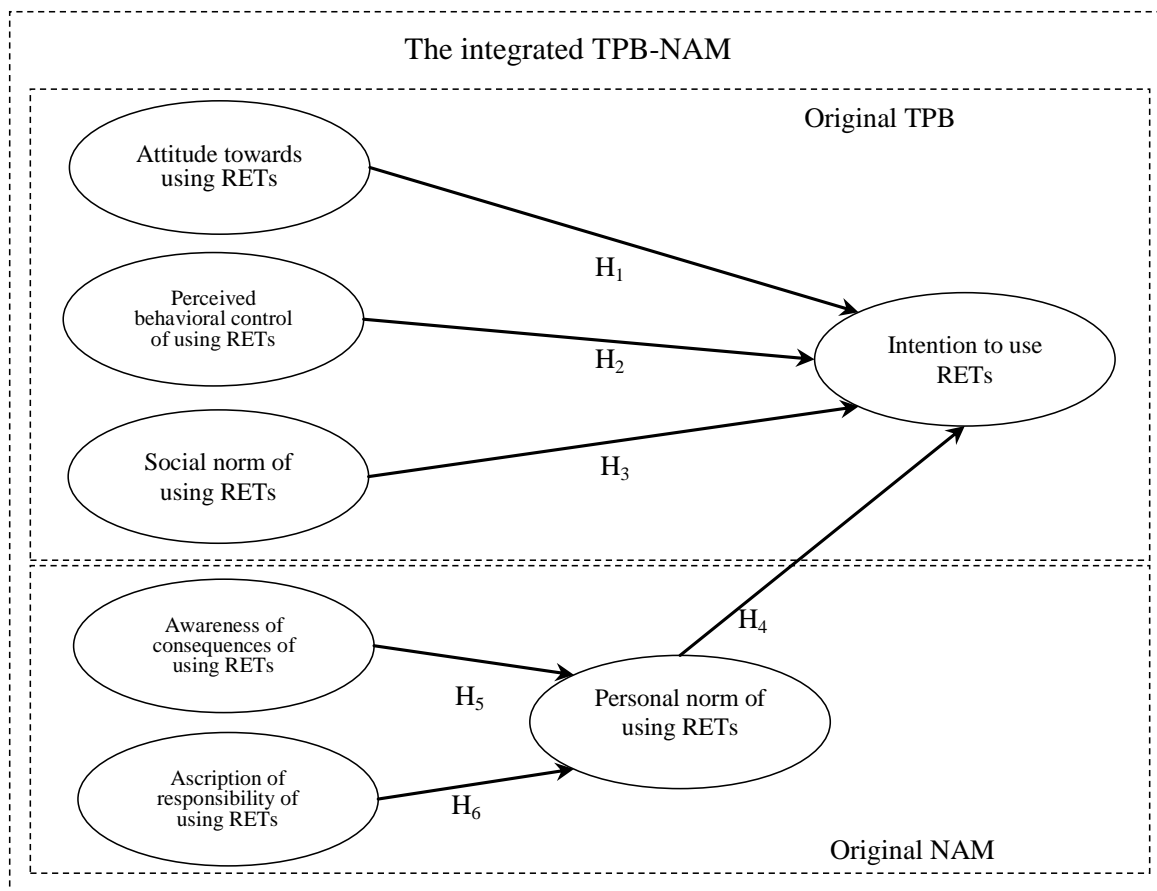 The integrated TPB-NAM
Original TPB
Attitude towards
using RETs
H₁
Perceived
behavioral control
of using RETs
H₂
Intention to use
RETs
Social norm of
using RETs
H₃
Awareness of
consequences of
using RETs
H₄
H₅
Personal norm of
using RETs
Ascription of
responsibility of
using RETs
H₆
Original NAM